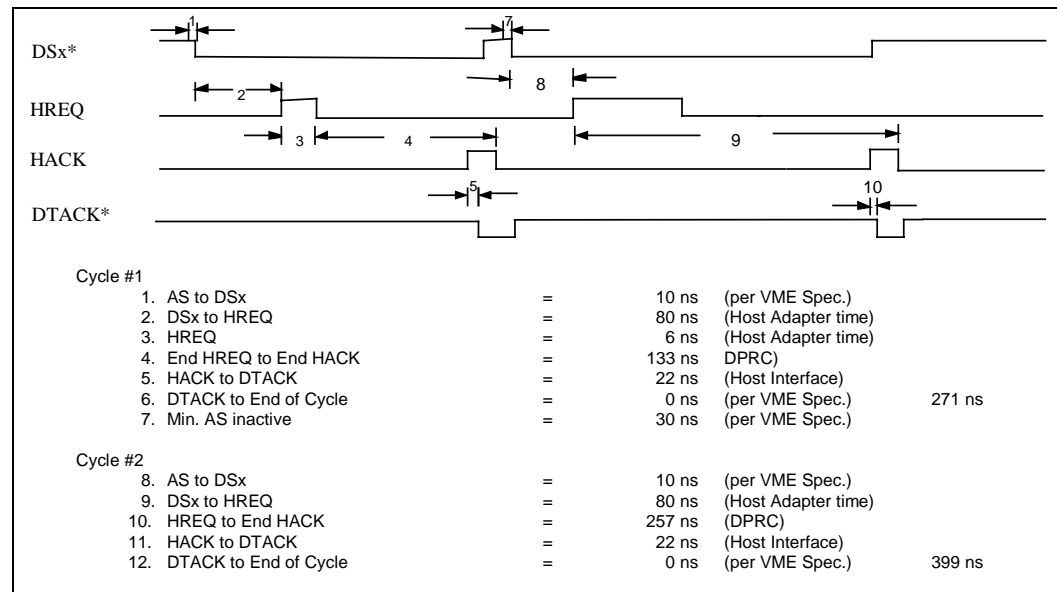 1 7
DSx*
8
2
HREQ
3 4 9
HACK
5 10
DTACK*
Cycle #1
1. AS to DSx = 10 ns (per VME Spec.)
2. DSx to HREQ = 80 ns (Host Adapter time)
3. HREQ = 6 ns (Host Adapter time)
4. End HREQ to End HACK = 133 ns DPRC)
5. HACK to DTACK = 22 ns (Host Interface)
6. DTACK to End of Cycle = 0 ns (per VME Spec.) 271 ns
7. Min. AS inactive = 30 ns (per VME Spec.)
Cycle #2
8. AS to DSx = 10 ns (per VME Spec.)
9. DSx to HREQ = 80 ns (Host Adapter time)
10. HREQ to End HACK = 257 ns (DPRC)
11. HACK to DTACK = 22 ns (Host Interface)
12. DTACK to End of Cycle = 0 ns (per VME Spec.) 399 ns